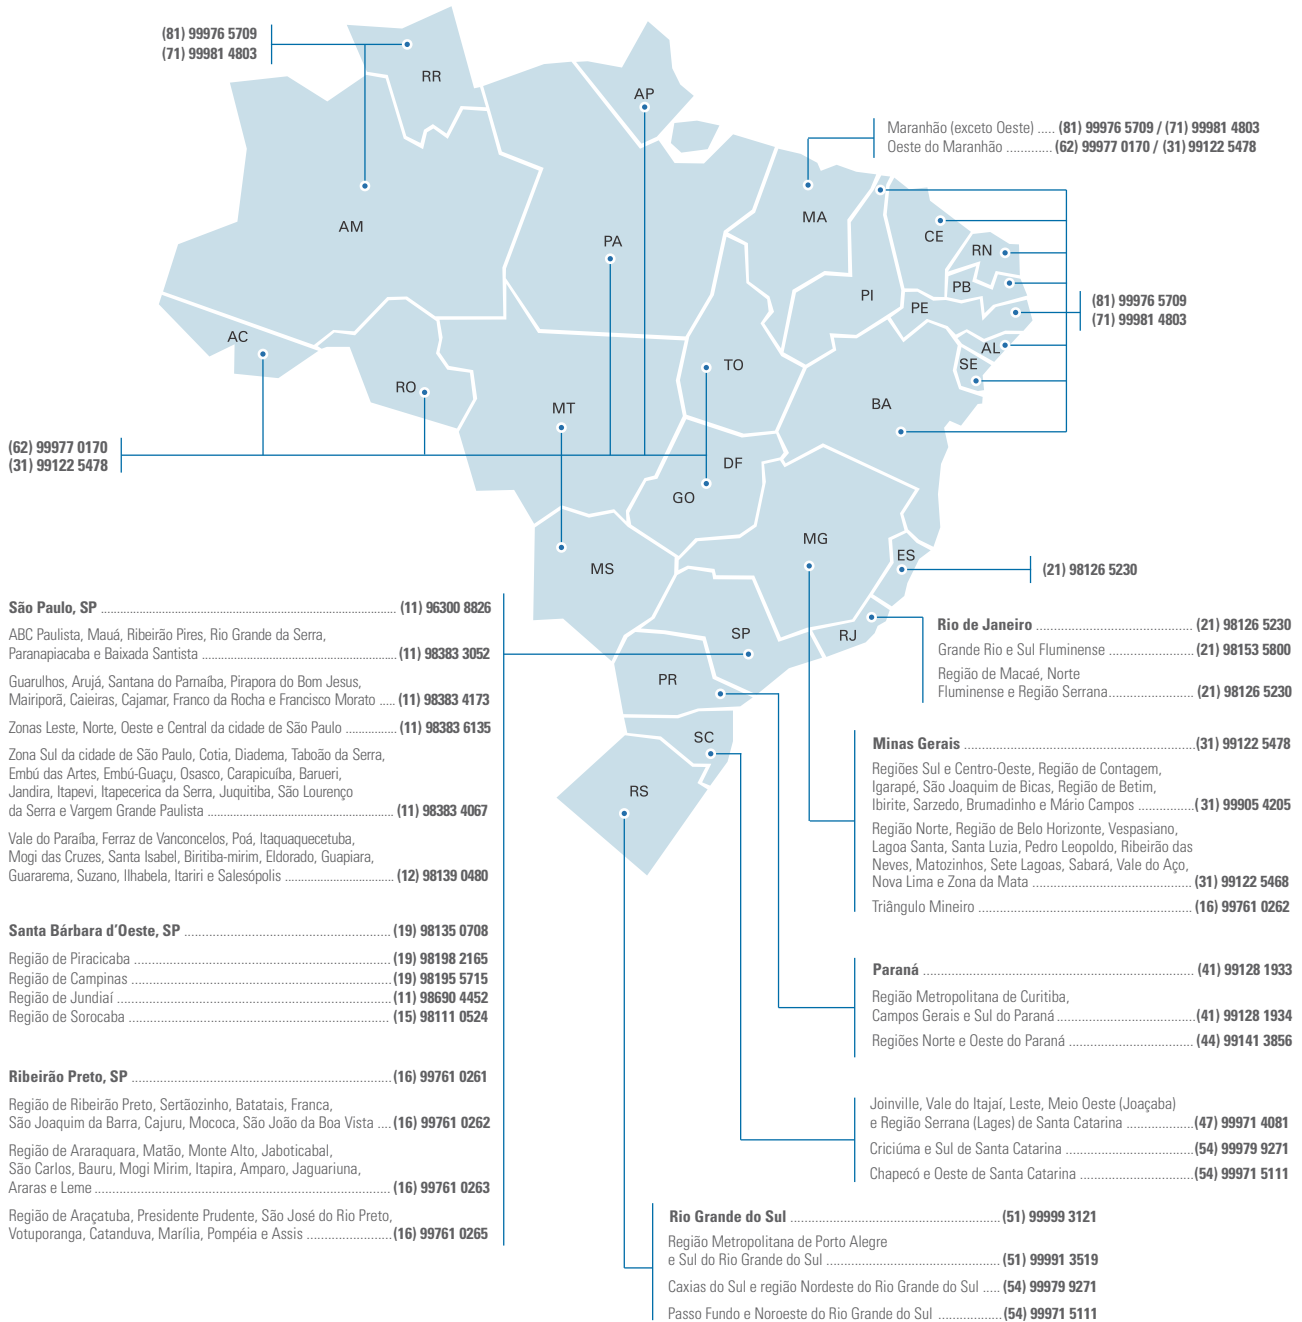 (81) 99976 5709
(71) 99981 4803
RR
AP
Maranhão (exceto Oeste) ..... (81) 99976 5709 / (71) 99981 4803
Oeste do Maranhão ............. (62) 99977 0170 / (31) 99122 5478
AM
PA
MA
CE
RN
PI
PB
PE
(81) 99976 5709
(71) 99981 4803
AC
AL
SE
TO
RO
MT
BA
(62) 99977 0170
(31) 99122 5478
DF
GO
MG
ES
MS
(21) 98126 5230
SP
RJ
PR
SC
RS
São Paulo, SP ..... (11) 96300 8826
ABC Paulista, Mauá, Ribeirão Pires, Rio Grande da Serra,
Paranapiacaba e Baixada Santista ..... (11) 98383 3052
Guarulhos, Arujá, Santana do Parnaíba, Pirapora do Bom Jesus,
Mairiporã, Caieiras, Cajamar, Franco da Rocha e Francisco Morato ..... (11) 98383 4173
Zonas Leste, Norte, Oeste e Central da cidade de São Paulo ..... (11) 98383 6135
Zona Sul da cidade de São Paulo, Cotia, Diadema, Taboão da Serra,
Embú das Artes, Embú-Guaçu, Osasco, Carapicuíba, Barueri,
Jandira, Itapevi, Itapecerica da Serra, Juquitiba, São Lourenço
da Serra e Vargem Grande Paulista ..... (11) 98383 4067
Vale do Paraíba, Ferraz de Vanconcelos, Poá, Itaquaquecetuba,
Mogi das Cruzes, Santa Isabel, Biritiba-mirim, Eldorado, Guapiara,
Guararema, Suzano, Ilhabela, Itariri e Salesópolis ..... (12) 98139 0480
Santa Bárbara d'Oeste, SP ..... (19) 98135 0708
Região de Piracicaba ..... (19) 98198 2165
Região de Campinas ..... (19) 98195 5715
Região de Jundiaí ..... (11) 98690 4452
Região de Sorocaba ..... (15) 98111 0524
Ribeirão Preto, SP ..... (16) 99761 0261
Região de Ribeirão Preto, Sertãozinho, Batatais, Franca,
São Joaquim da Barra, Cajuru, Mococa, São João da Boa Vista .... (16) 99761 0262
Região de Araraquara, Matão, Monte Alto, Jaboticabal,
São Carlos, Bauru, Mogi Mirim, Itapira, Amparo, Jaguariuna,
Araras e Leme ..... (16) 99761 0263
Região de Araçatuba, Presidente Prudente, São José do Rio Preto,
Votuporanga, Catanduva, Marília, Pompéia e Assis ..... (16) 99761 0265
Rio de Janeiro ..... (21) 98126 5230
Grande Rio e Sul Fluminense ..... (21) 98153 5800
Região de Macaé, Norte
Fluminense e Região Serrana ..... (21) 98126 5230
Minas Gerais ..... (31) 99122 5478
Regiões Sul e Centro-Oeste, Região de Contagem,
Igarapé, São Joaquim de Bicas, Região de Betim,
Ibirite, Sarzedo, Brumadinho e Mário Campos ..... (31) 99905 4205
Região Norte, Região de Belo Horizonte, Vespasiano,
Lagoa Santa, Santa Luzia, Pedro Leopoldo, Ribeirão das
Neves, Matozinhos, Sete Lagoas, Sabará, Vale do Aço,
Nova Lima e Zona da Mata ..... (31) 99122 5468
Triângulo Mineiro ..... (16) 99761 0262
Paraná ..... (41) 99128 1933
Região Metropolitana de Curitiba,
Campos Gerais e Sul do Paraná ..... (41) 99128 1934
Regiões Norte e Oeste do Paraná ..... (44) 99141 3856
Joinville, Vale do Itajaí, Leste, Meio Oeste (Joaçaba)
e Região Serrana (Lages) de Santa Catarina ..... (47) 99971 4081
Criciúma e Sul de Santa Catarina ..... (54) 99979 9271
Chapecó e Oeste de Santa Catarina ..... (54) 99971 5111
Rio Grande do Sul ..... (51) 99999 3121
Região Metropolitana de Porto Alegre
e Sul do Rio Grande do Sul ..... (51) 99991 3519
Caxias do Sul e região Nordeste do Rio Grande do Sul ..... (54) 99979 9271
Passo Fundo e Noroeste do Rio Grande do Sul ..... (54) 99971 5111